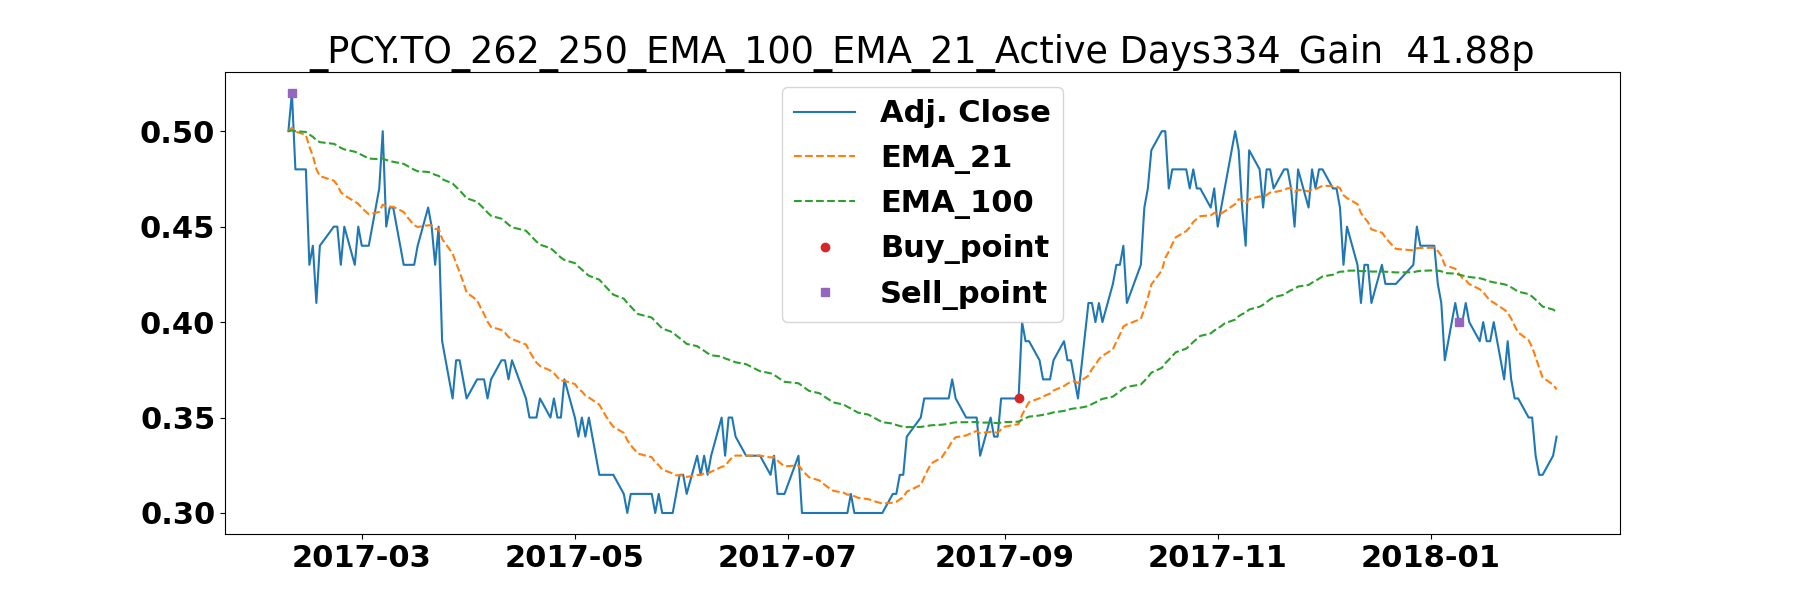 _PCY.TO_262_250_EMA_100_EMA_21_Active Days334_Gain  41.88p
0.50
0.45
0.40
0.35
0.30
Adj. Close
EMA_21
EMA_100
Buy_point
Sell_point
2017-03
2017-05
2017-07
2017-09
2017-11
2018-01